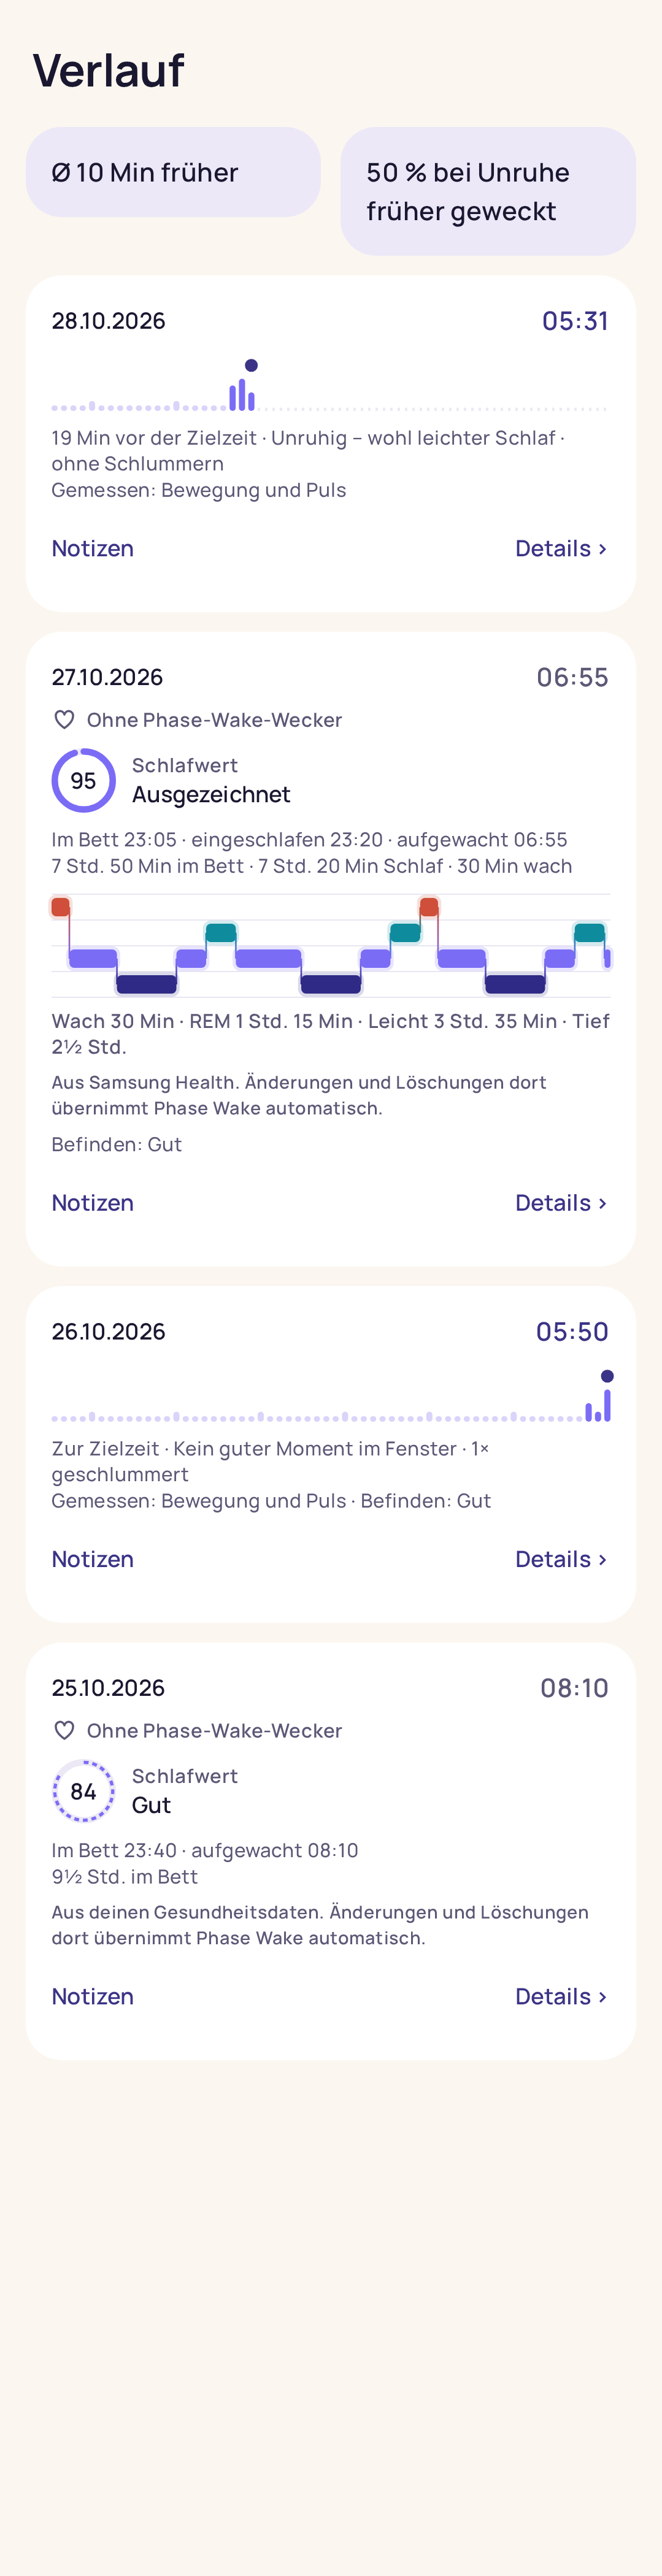 Verlauf
Ø 10 Min früher
50 % bei Unruhe
früher geweckt
28.10.2026
05:31
19 Min vor der Zielzeit · Unruhig – wohl leichter Schlaf ·
ohne Schlummern
Gemessen: Bewegung und Puls
Notizen
Details ›
27.10.2026
06:55
Ohne Phase-Wake-Wecker
95
Schlafwert
Ausgezeichnet
Im Bett 23:05 · eingeschlafen 23:20 · aufgewacht 06:55
7 Std. 50 Min im Bett · 7 Std. 20 Min Schlaf · 30 Min wach
Wach 30 Min · REM 1 Std. 15 Min · Leicht 3 Std. 35 Min · Tief
2½ Std.
Aus Samsung Health. Änderungen und Löschungen dort
übernimmt Phase Wake automatisch.
Befinden: Gut
Notizen
Details ›
26.10.2026
05:50
Zur Zielzeit · Kein guter Moment im Fenster · 1×
geschlummert
Gemessen: Bewegung und Puls · Befinden: Gut
Notizen
Details ›
25.10.2026
08:10
Ohne Phase-Wake-Wecker
84
Schlafwert
Gut
Im Bett 23:40 · aufgewacht 08:10
9½ Std. im Bett
Aus deinen Gesundheitsdaten. Änderungen und Löschungen
dort übernimmt Phase Wake automatisch.
Notizen
Details ›